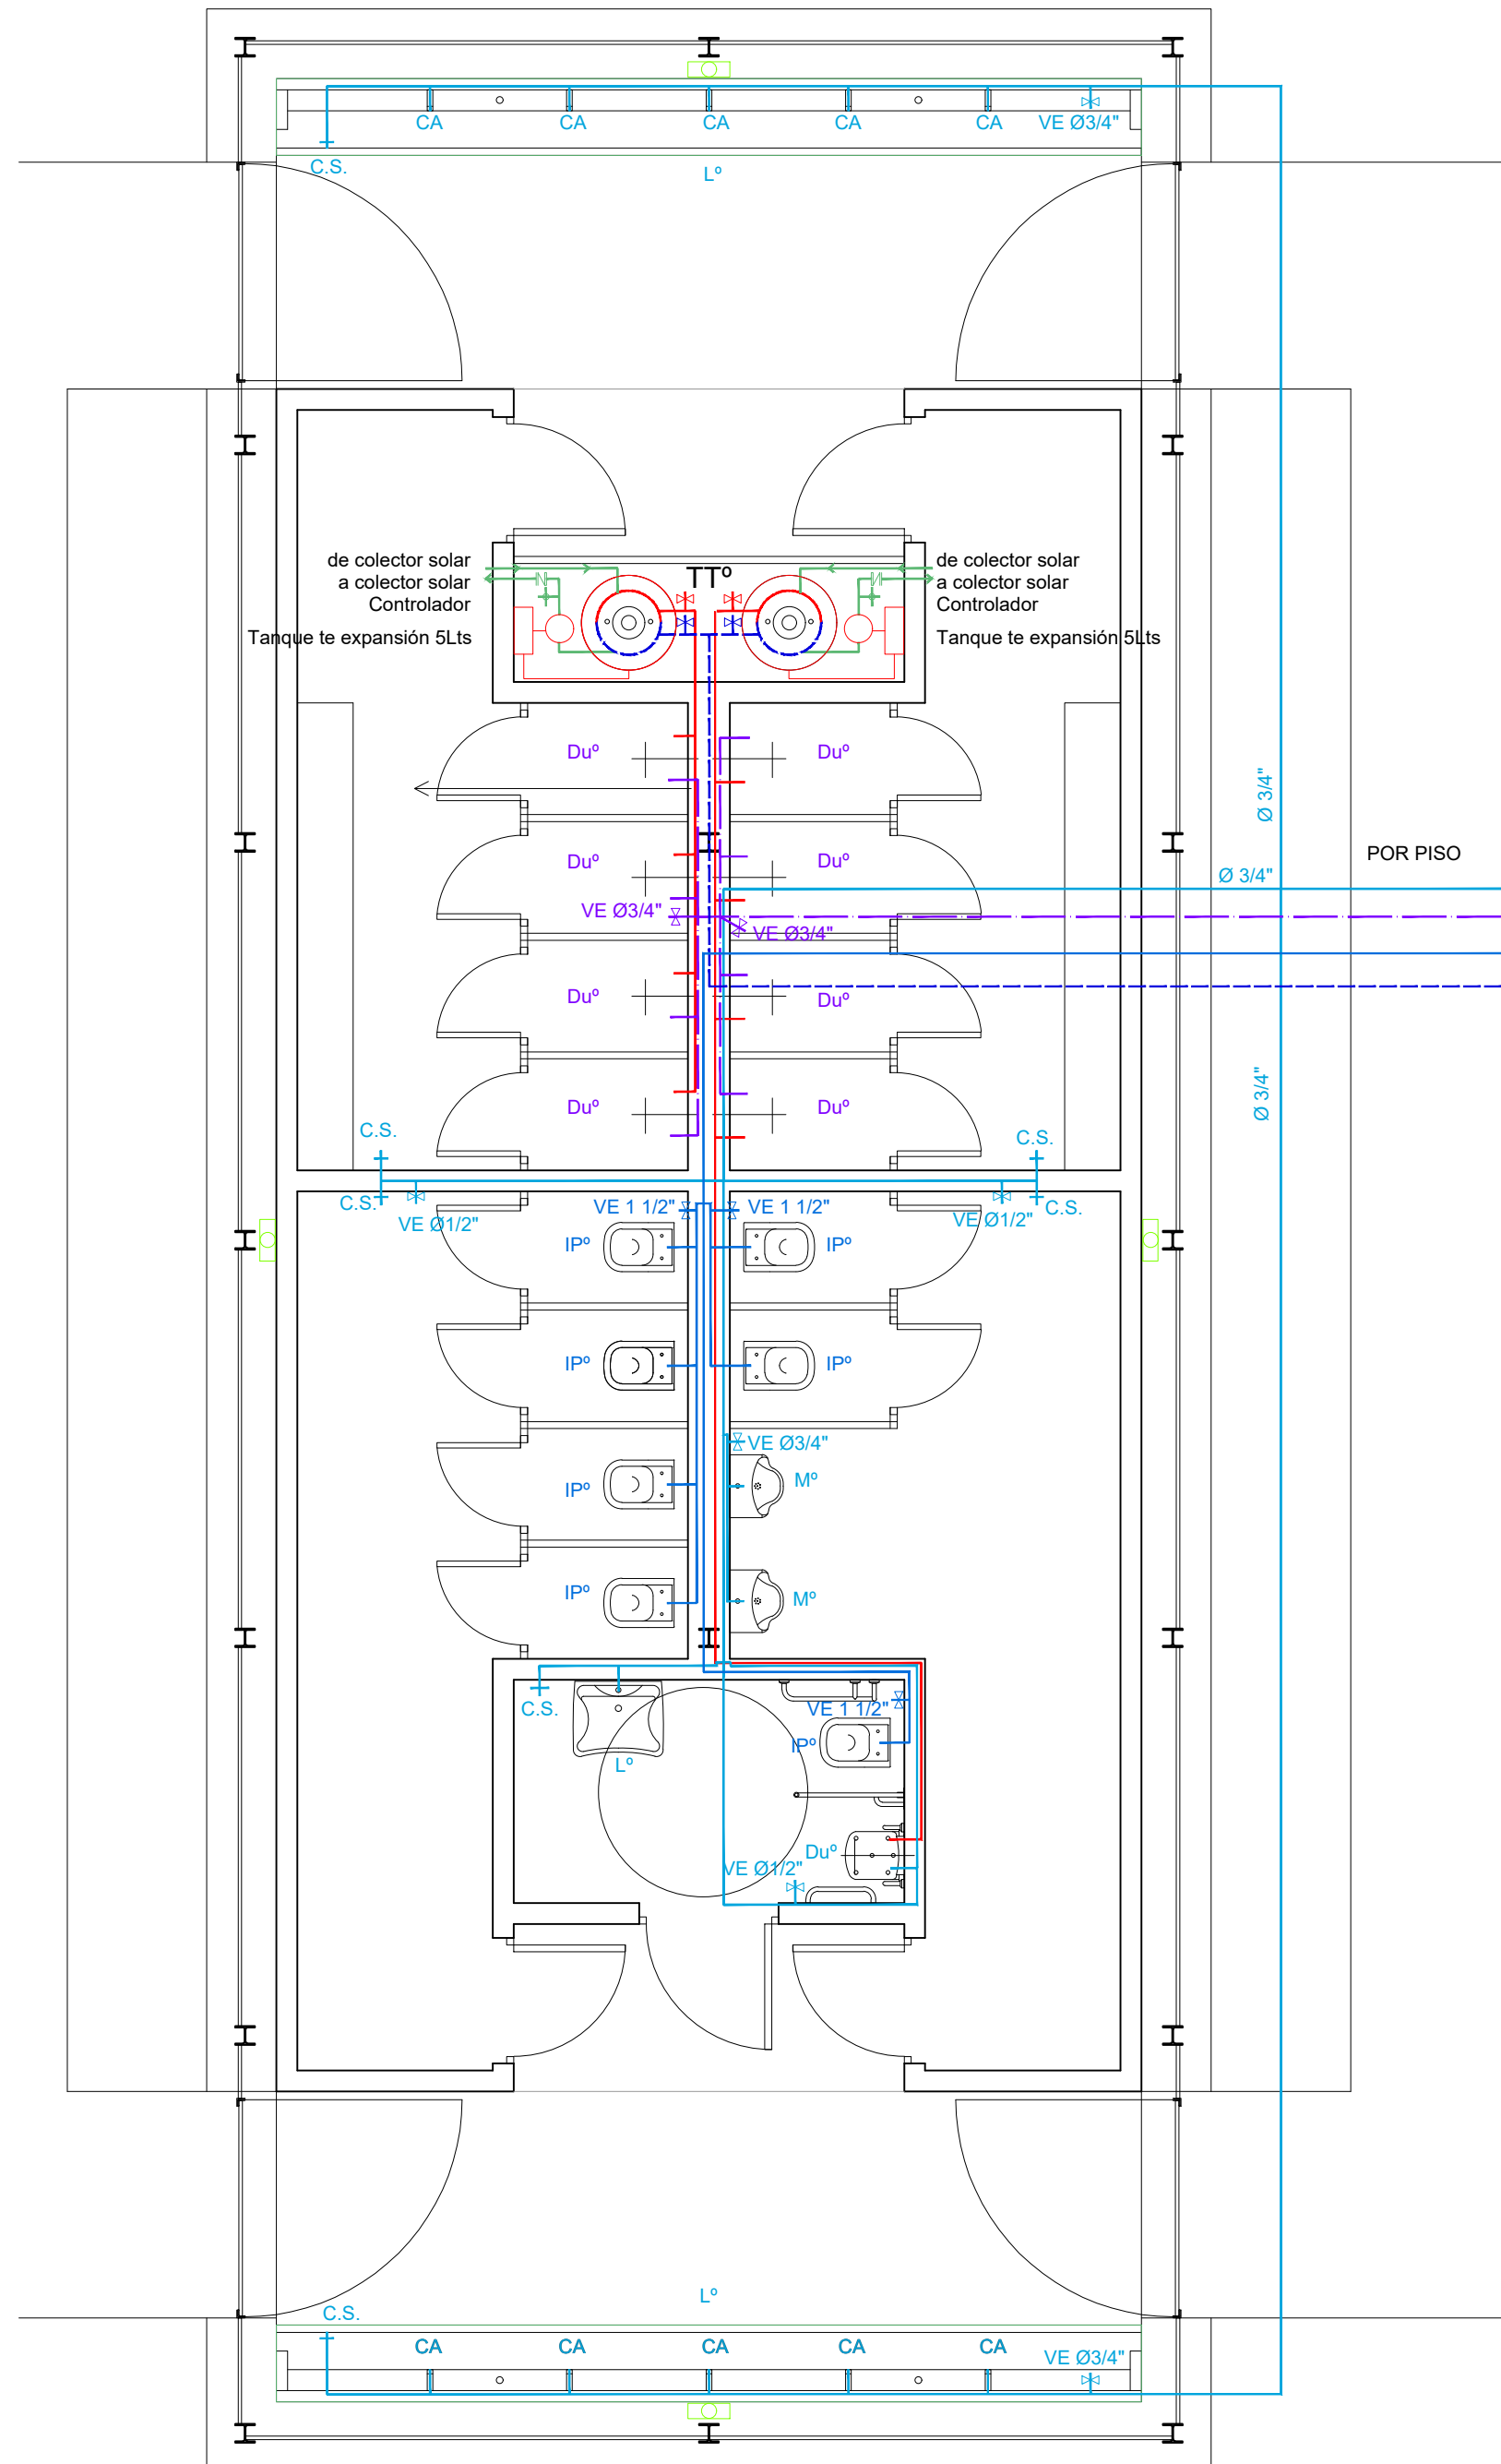 CA CA CA CA CA VE Ø3/4"
C.S.
Lº
de colector solar
a colector solar
Controlador
Tanque te expansión 5Lts
TTº
de colector solar
a colector solar
Controlador
Tanque te expansión 5Lts
Duº Duº
Ø 3/4"
Duº Duº
POR PISO
Ø 3/4"
VE Ø3/4"
VE Ø3/4"
Duº Duº
Ø 3/4"
Duº Duº
C.S. C.S.
C.S. VE 1 1/2" VE 1 1/2" C.S.
VE Ø1/2" VE Ø1/2"
IPº IPº
IPº IPº
VE Ø3/4"
IPº Mº
IPº Mº
C.S. VE 1 1/2"
IPº
Lº
Duº
VE Ø1/2"
Lº
C.S.
CA CA CA CA CA
VE Ø3/4"